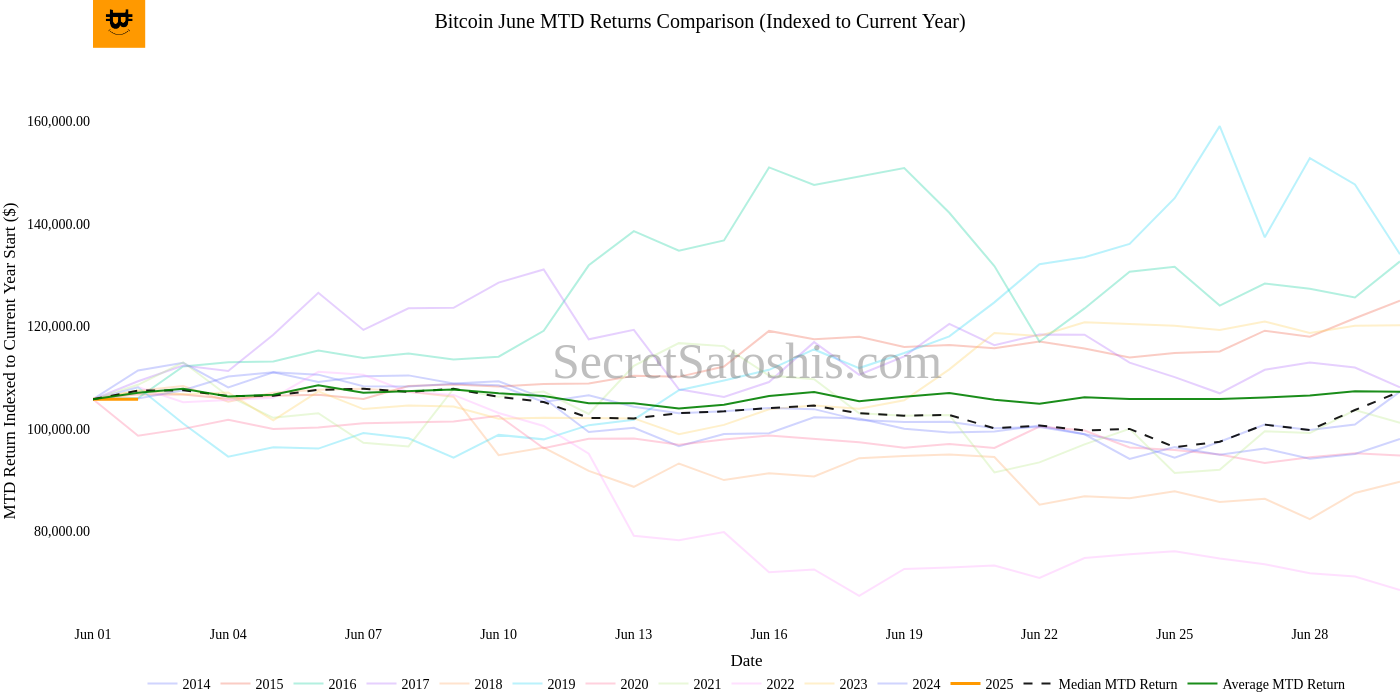 Bitcoin June MTD Returns Comparison (Indexed to Current Year)
MTD Return Indexed to Current Year Start ($)
160,000.00
140,000.00
120,000.00
100,000.00
80,000.00
SecretSatoshis.com
Jun 01 Jun 04 Jun 07 Jun 10 Jun 13 Jun 16 Jun 19 Jun 22 Jun 25 Jun 28
Date
2014 2015 2016 2017 2018 2019 2020 2021 2022 2023 2024 2025 Median MTD Return Average MTD Return